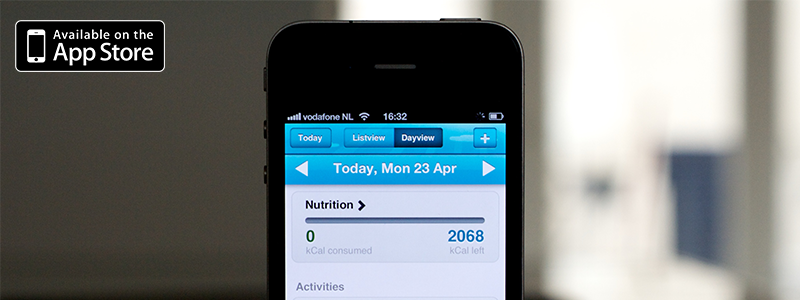 Available on the
App Store
vodafone NL
16:32
Today
Listview
Dayview
+
Today, Mon 23 Apr
Nutrition
0
2068
kCal consumed
kCal left
Activities